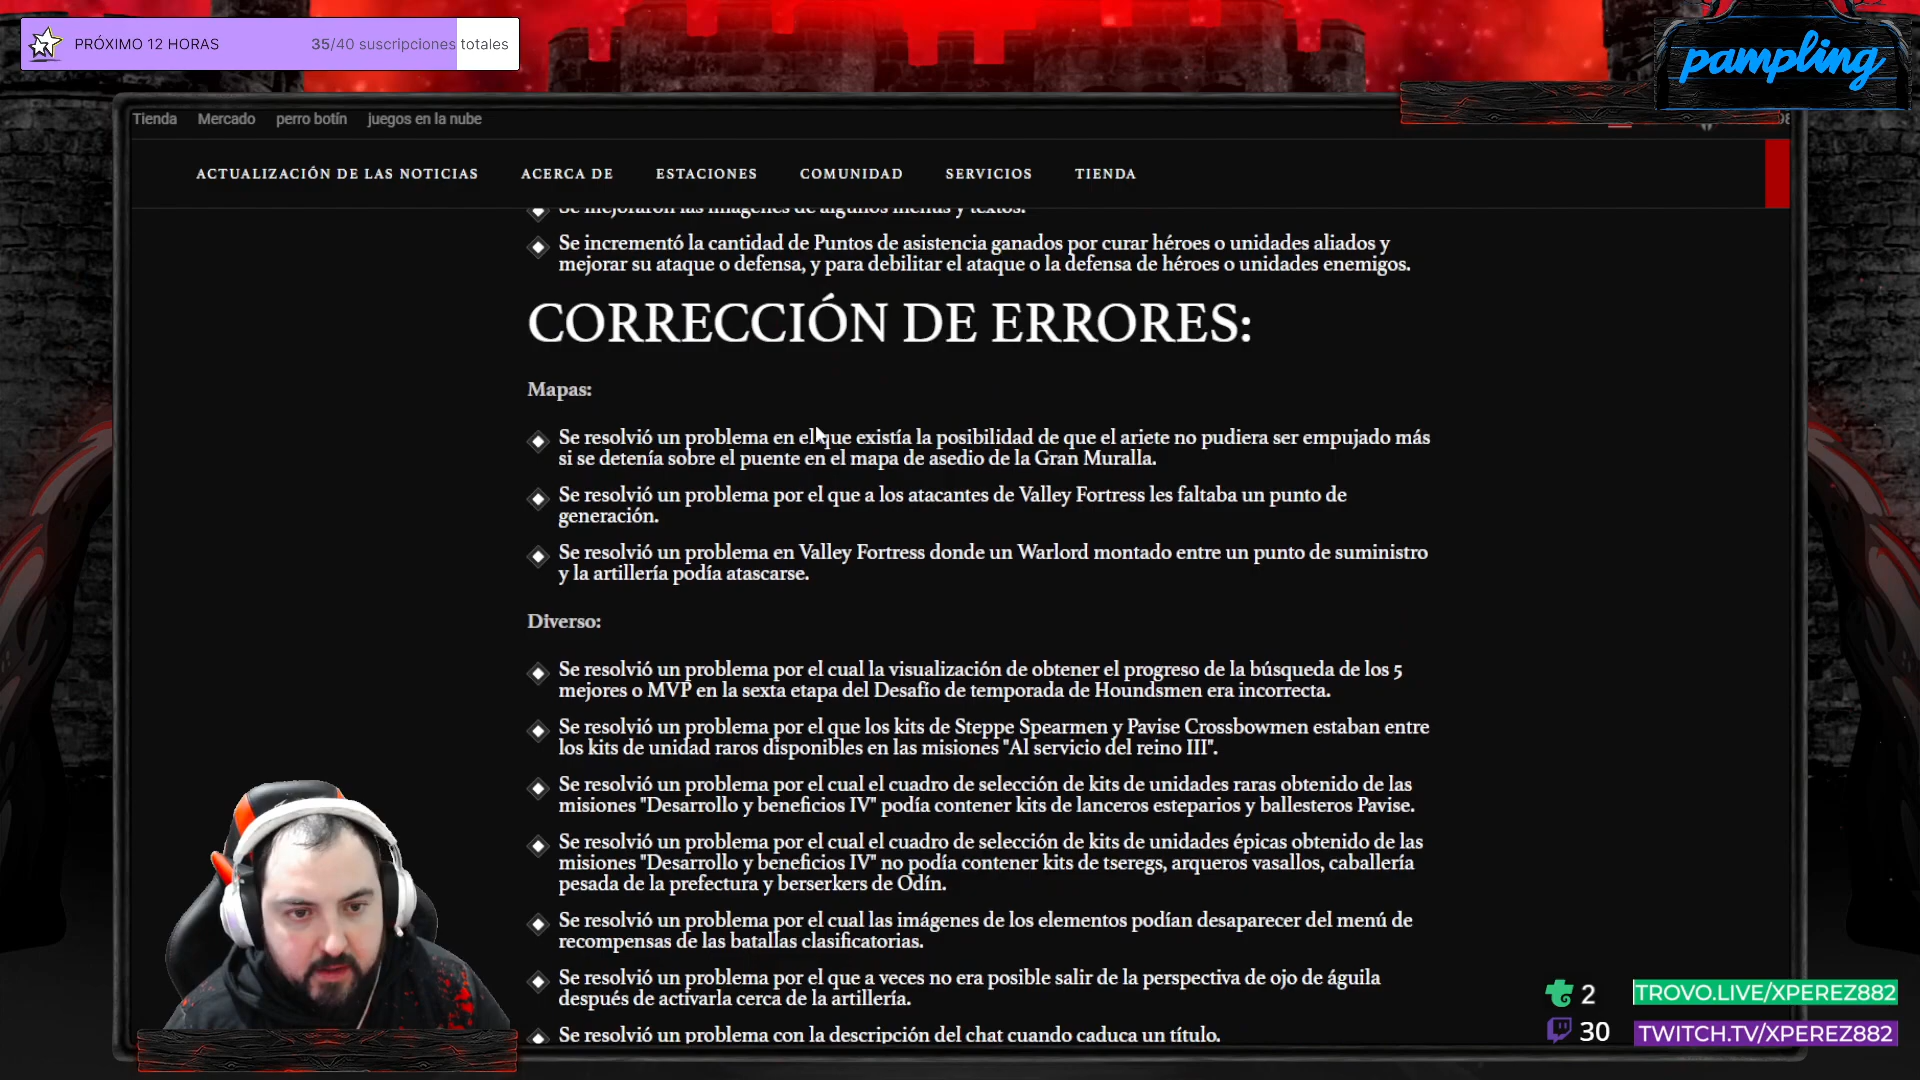 PRÓXIMO 12 HORAS 35/40 suscripciones totales
pampling
Tienda Mercado perro botín juegos en la nube
ACTUALIZACIÓN DE LAS NOTICIAS ACERCA DE ESTACIONES COMUNIDAD SERVICIOS TIENDA
Se mejoraron las imágenes de algunos menús y textos.
Se incrementó la cantidad de Puntos de asistencia ganados por curar héroes o unidades aliados y
mejorar su ataque o defensa, y para debilitar el ataque o la defensa de héroes o unidades enemigos.
CORRECCIÓN DE ERRORES:
Mapas:
Se resolvió un problema en el que existía la posibilidad de que el ariete no pudiera ser empujado más
si se detenía sobre el puente en el mapa de asedio de la Gran Muralla.
Se resolvió un problema por el que a los atacantes de Valley Fortress les faltaba un punto de
generación.
Se resolvió un problema en Valley Fortress donde un Warlord montado entre un punto de suministro
y la artillería podía atascarse.
Diverso:
Se resolvió un problema por el cual la visualización de obtener el progreso de la búsqueda de los 5
mejores o MVP en la sexta etapa del Desafío de temporada de Houndsmen era incorrecta.
Se resolvió un problema por el que los kits de Steppe Spearmen y Pavise Crossbowmen estaban entre
los kits de unidad raros disponibles en las misiones "Al servicio del reino III".
Se resolvió un problema por el cual el cuadro de selección de kits de unidades raras obtenido de las
misiones "Desarrollo y beneficios IV" podía contener kits de lanceros esteparios y ballesteros Pavise.
Se resolvió un problema por el cual el cuadro de selección de kits de unidades épicas obtenido de las
misiones "Desarrollo y beneficios IV" no podía contener kits de tseregs, arqueros vasallos, caballería
pesada de la prefectura y berserkers de Odín.
Se resolvió un problema por el cual las imágenes de los elementos podían desaparecer del menú de
recompensas de las batallas clasificatorias.
Se resolvió un problema por el que a veces no era posible salir de la perspectiva de ojo de águila
después de activarla cerca de la artillería.
Se resolvió un problema con la descripción del chat cuando caduca un título.
2 TROVO.LIVE/XPEREZ882
30 TWITCH.TV/XPEREZ882